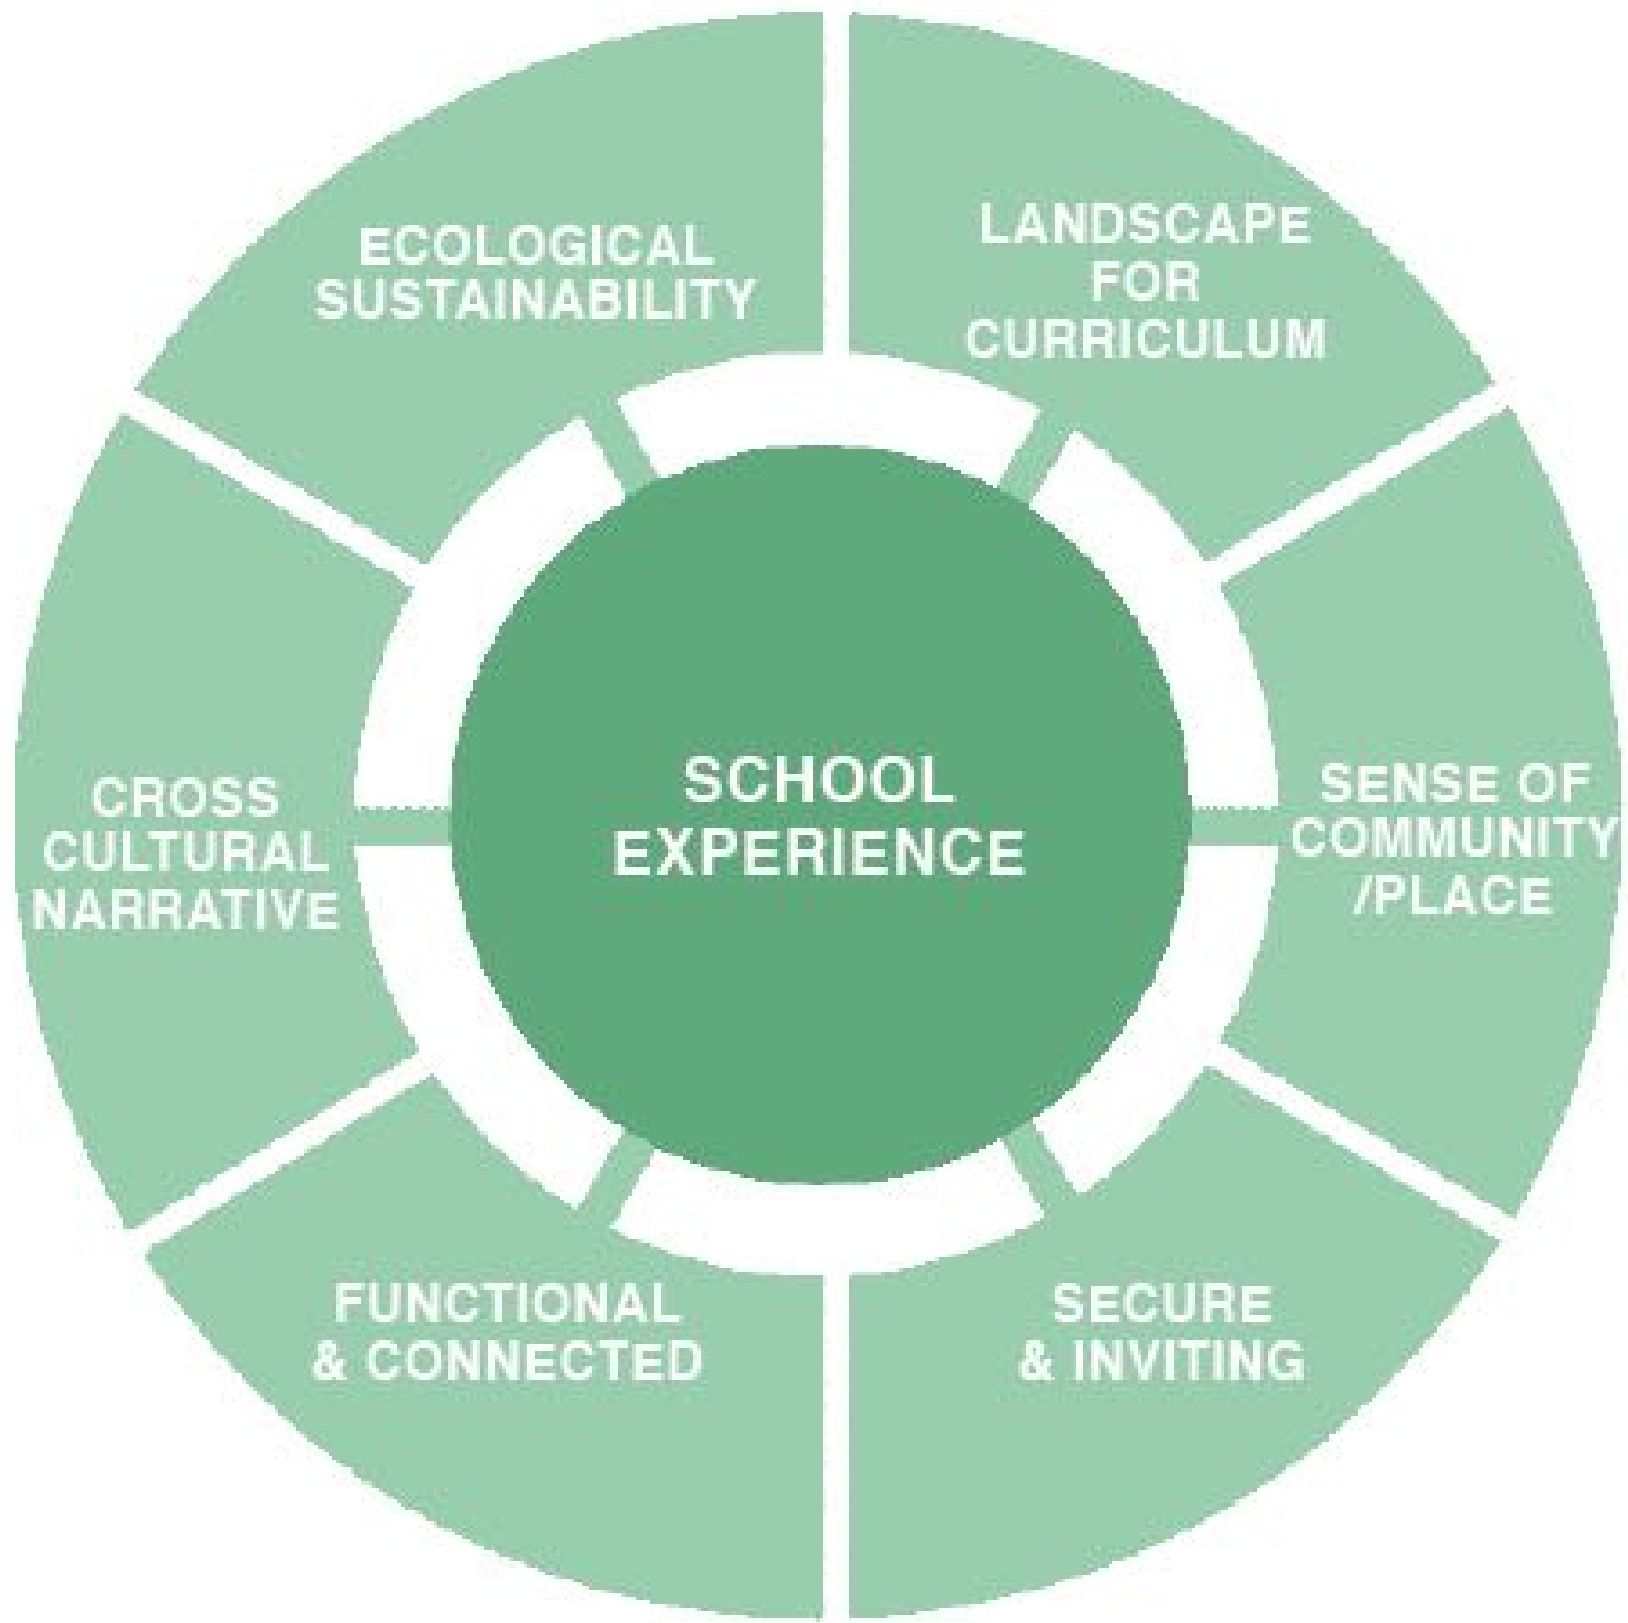 ECOLOGICAL
SUSTAINABILITY
LANDSCAPE
FOR
CURRICULUM
CROSS
CULTURAL
NARRATIVE
SCHOOL
EXPERIENCE
SENSE OF
COMMUNITY
/PLACE
FUNCTIONAL
& CONNECTED
SECURE
& INVITING